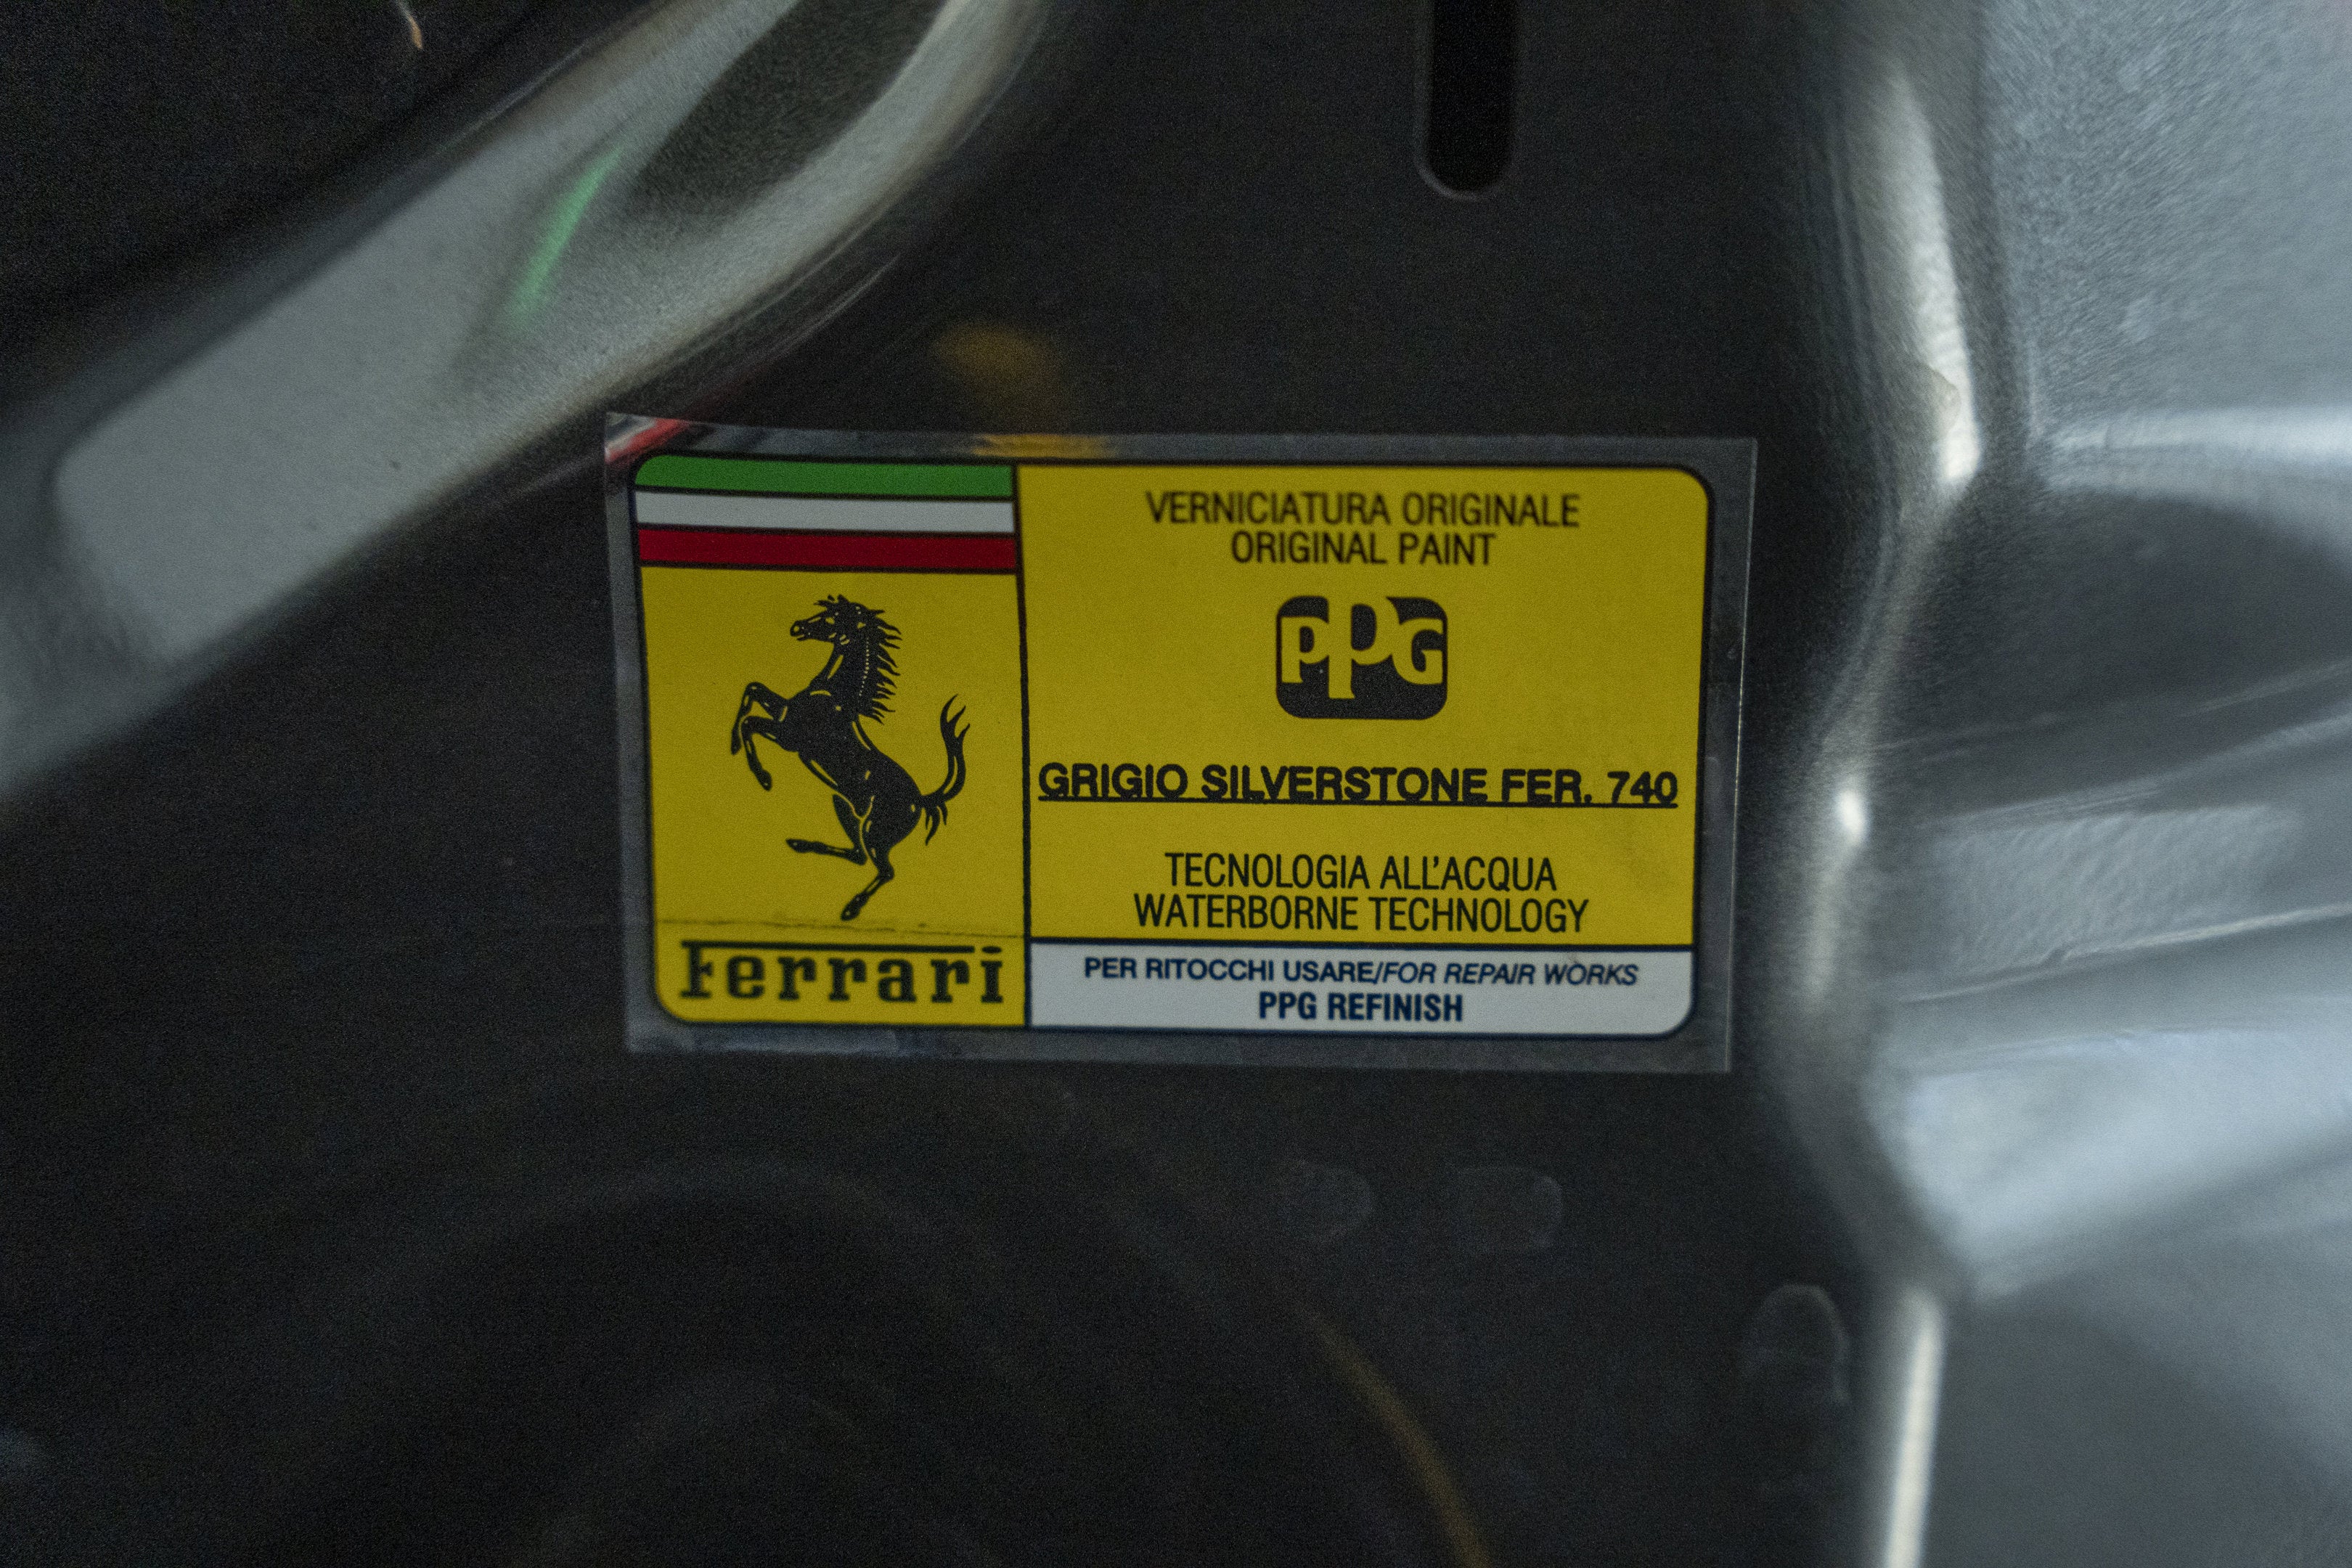 VERNICIATURA ORIGINALE
ORIGINAL PAINT
PPG
GRIGIO SILVERSTONE FER. 740
TECNOLOGIA ALL'ACQUA
WATERBORNE TECHNOLOGY
Ferrari
PER RITOCCHI USARE/FOR REPAIR WORKS
PPG REFINISH